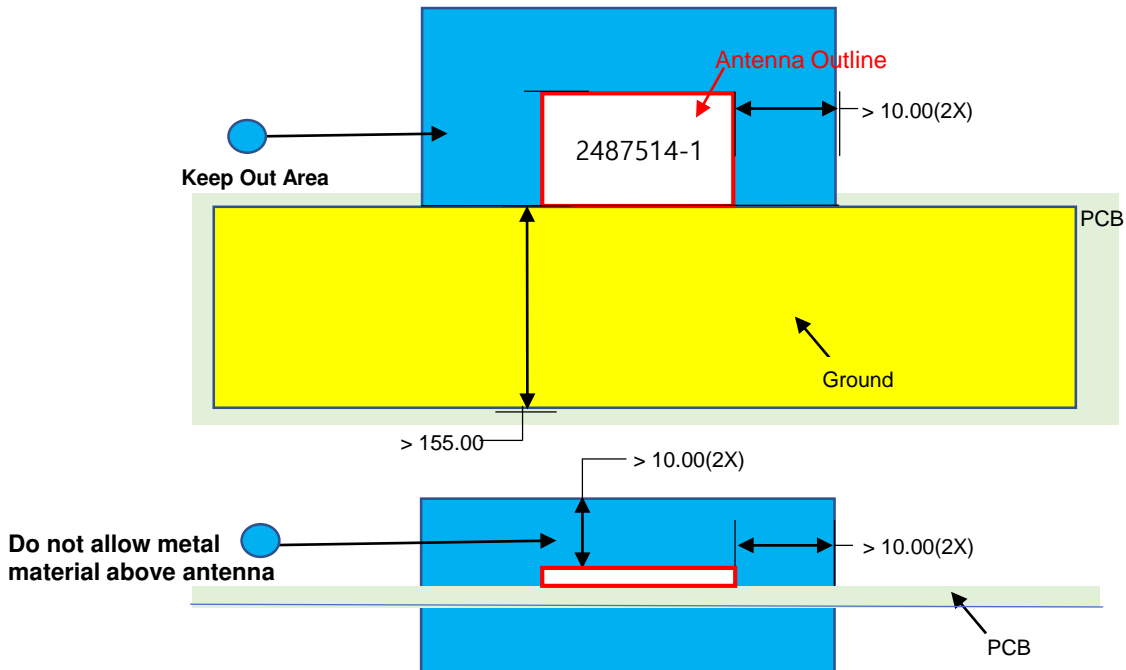 Antenna Outline
> 10.00(2X)
2487514-1
Keep Out Area
PCB
Ground
> 155.00
> 10.00(2X)
Do not allow metal
material above antenna
> 10.00(2X)
PCB